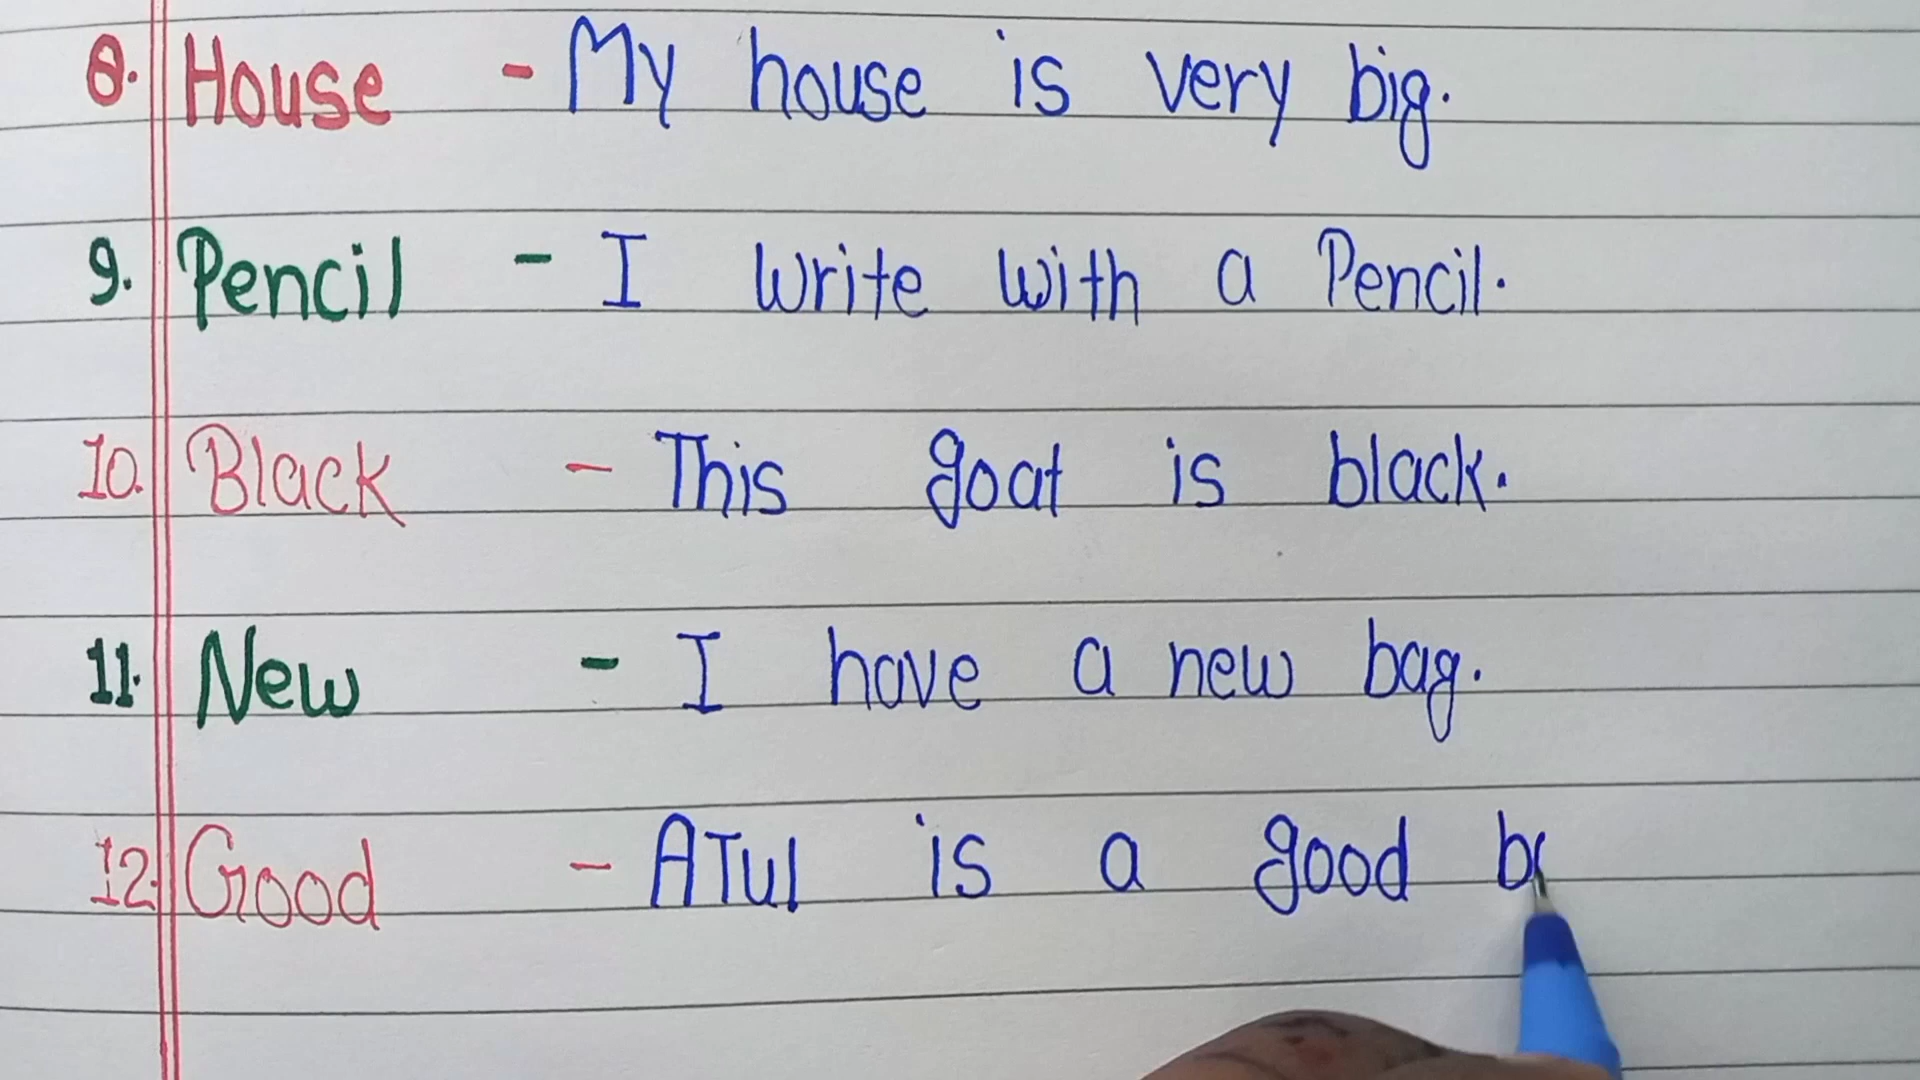 8. House - My house is very big.
9. Pencil - I write with a Pencil.
10. Black - This goat is black.
11. New - I have a new bag.
12. Good - ATul is a good